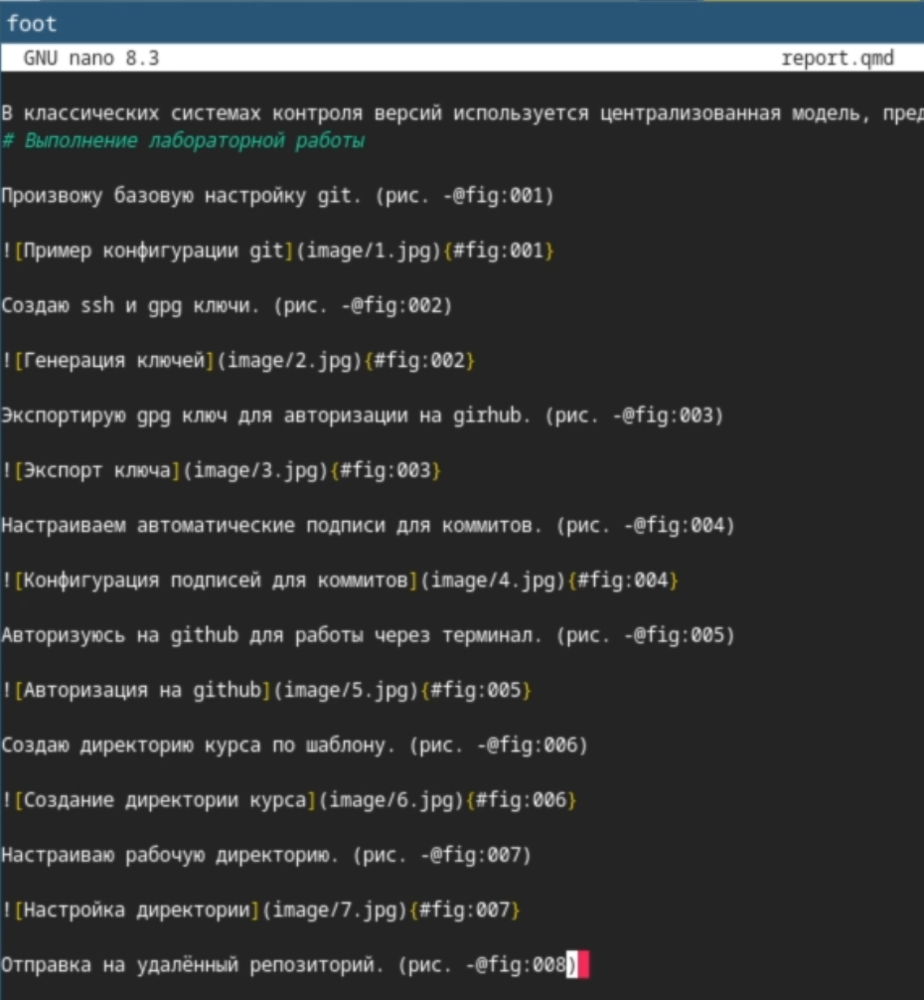 foot
GNU nano 8.3 report.qmd
В классических системах контроля версий используется централизованная модель,
# Выполнение лабораторной работы
Произвожу базовую настройку git. (рис. -@fig:001)
![Пример конфигурации git](image/1.jpg){#fig:001}
Создаю ssh и gpg ключи. (рис. -@fig:002)
![Генерация ключей](image/2.jpg){#fig:002}
Экспортирую gpg ключ для авторизации на girhub. (рис. -@fig:003)
![Экспорт ключа](image/3.jpg){#fig:003}
Настраиваем автоматические подписи для коммитов. (рис. -@fig:004)
![Конфигурация подписей для коммитов](image/4.jpg){#fig:004}
Авторизуюсь на github для работы через терминал. (рис. -@fig:005)
![Авторизация на github](image/5.jpg){#fig:005}
Создаю директорию курса по шаблону. (рис. -@fig:006)
![Создание директории курса](image/6.jpg){#fig:006}
Настраиваю рабочую директорию. (рис. -@fig:007)
![Настройка директории](image/7.jpg){#fig:007}
Отправка на удалённый репозиторий. (рис. -@fig:008)